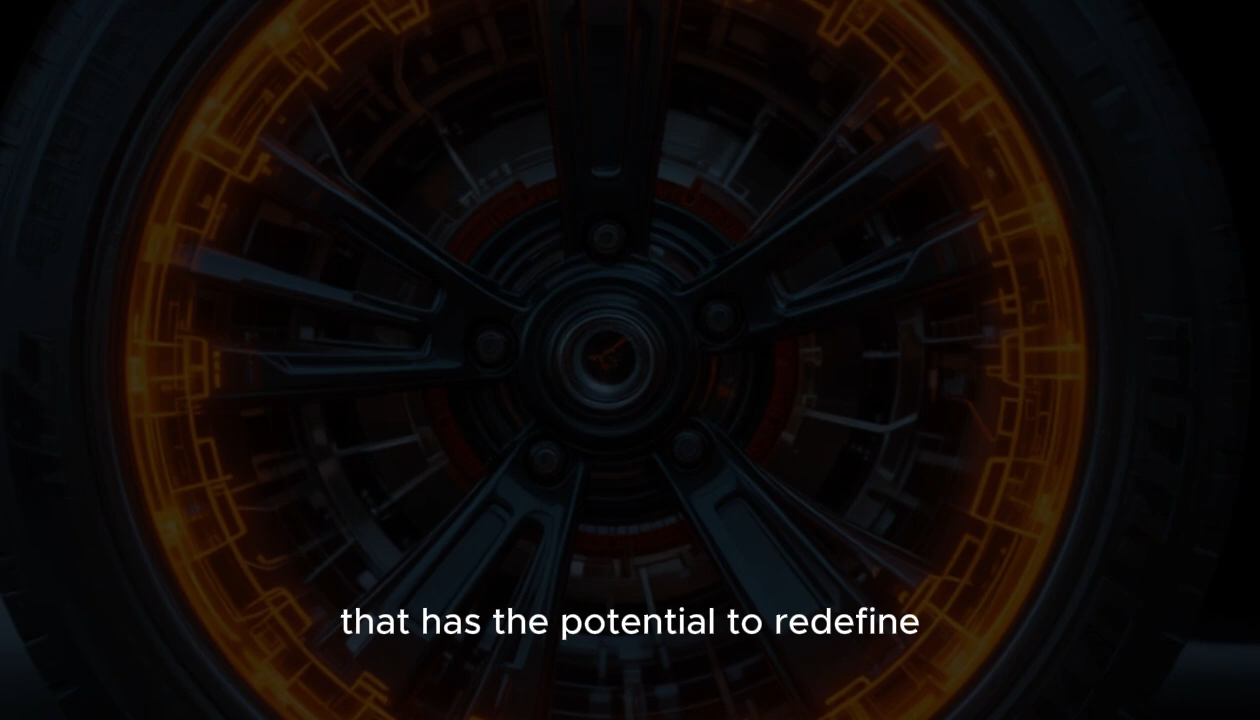 that has the potential to redefine